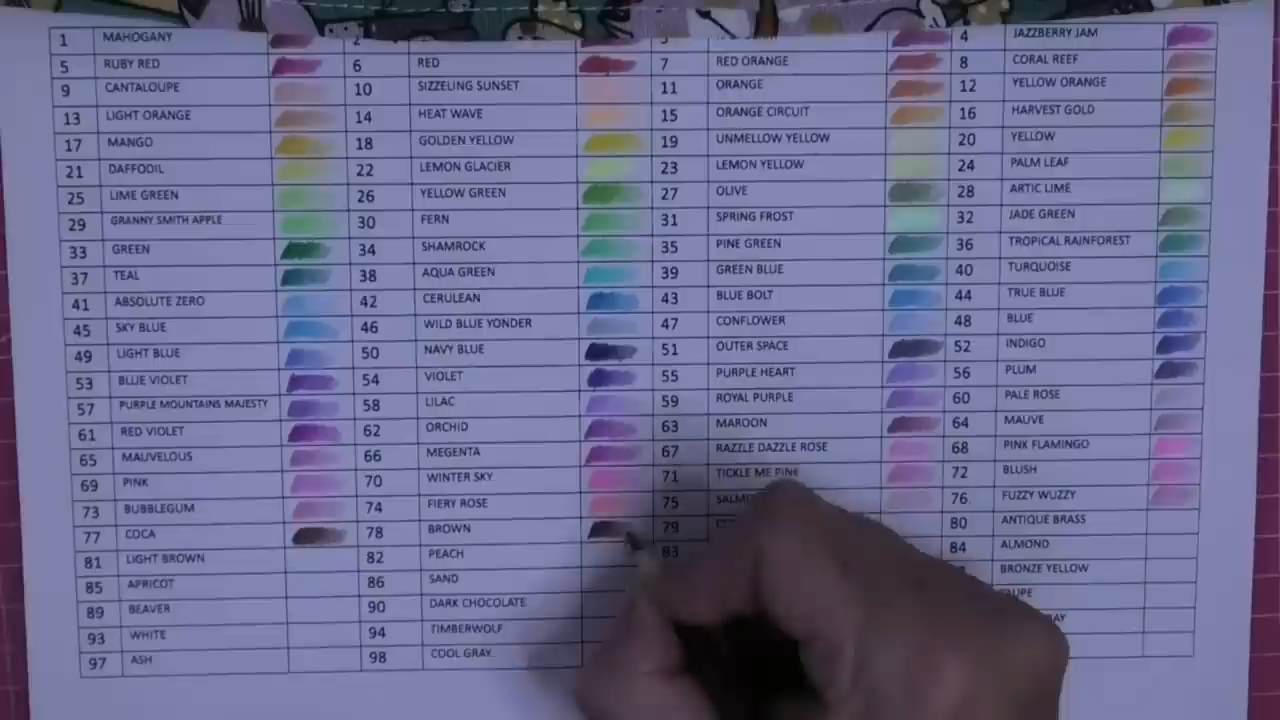 1 MAHOGANY 2 4 JAZZBERRY JAM
5 RUBY RED 6 RED 7 RED ORANGE 8 CORAL REEF
9 CANTALOUPE 10 SIZZELING SUNSET 11 ORANGE 12 YELLOW ORANGE
13 LIGHT ORANGE 14 HEAT WAVE 15 ORANGE CIRCUIT 16 HARVEST GOLD
17 MANGO 18 GOLDEN YELLOW 19 UNMELLOW YELLOW 20 YELLOW
21 DAFFODIL 22 LEMON GLACIER 23 LEMON YELLOW 24 PALM LEAF
25 LIME GREEN 26 YELLOW GREEN 27 OLIVE 28 ARTIC LIME
29 GRANNY SMITH APPLE 30 FERN 31 SPRING FROST 32 JADE GREEN
33 GREEN 34 SHAMROCK 35 PINE GREEN 36 TROPICAL RAINFOREST
37 TEAL 38 AQUA GREEN 39 GREEN BLUE 40 TURQUOISE
41 ABSOLUTE ZERO 42 CERULEAN 43 BLUE BOLT 44 TRUE BLUE
45 SKY BLUE 46 WILD BLUE YONDER 47 CONFLOWER 48 BLUE
49 LIGHT BLUE 50 NAVY BLUE 51 OUTER SPACE 52 INDIGO
53 BLUE VIOLET 54 VIOLET 55 PURPLE HEART 56 PLUM
57 PURPLE MOUNTAINS MAJESTY 58 LILAC 59 ROYAL PURPLE 60 PALE ROSE
61 RED VIOLET 62 ORCHID 63 MAROON 64 MAUVE
65 MAUVELOUS 66 MEGENTA 67 RAZZLE DAZZLE ROSE 68 PINK FLAMINGO
69 PINK 70 WINTER SKY 71 TICKLE ME PINK 72 BLUSH
73 BUBBLEGUM 74 FIERY ROSE 75 76 FUZZY WUZZY
77 COCA 78 BROWN 79 80 ANTIQUE BRASS
81 LIGHT BROWN 82 PEACH 83 84 ALMOND
85 APRICOT 86 SAND BRONZE YELLOW
89 BEAVER 90 DARK CHOCOLATE
93 WHITE 94 TIMBERWOLF
97 ASH 98 COOL GRAY